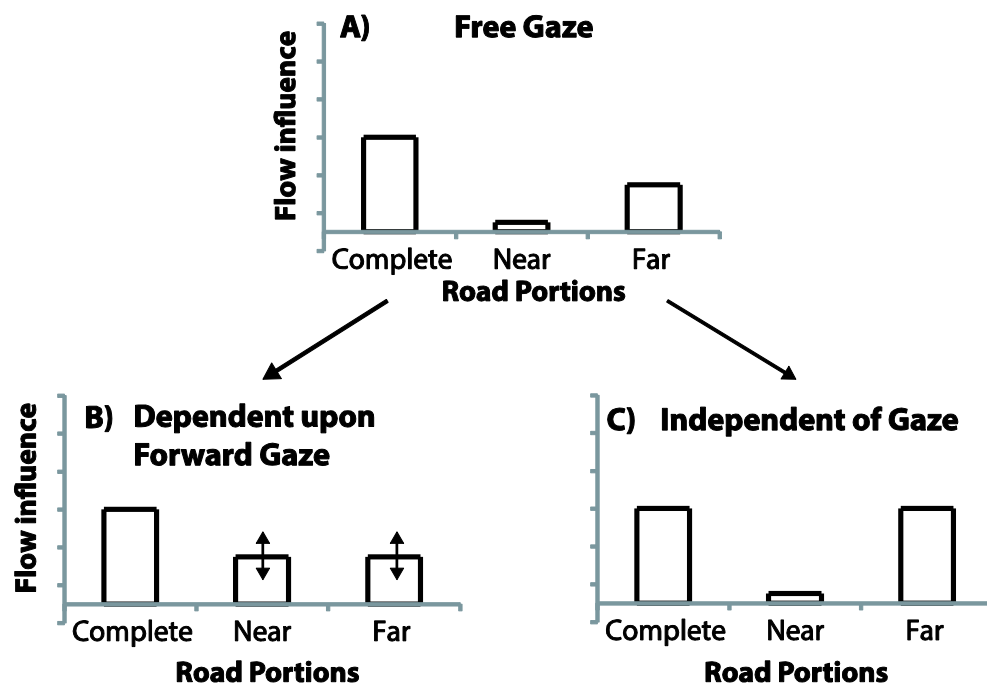 A) Free Gaze
Flow influence
Complete Near Far
Road Portions
B) Dependent upon
Forward Gaze
Flow influence
Complete Near Far
Road Portions
C) Independent of Gaze
Complete Near Far
Road Portions